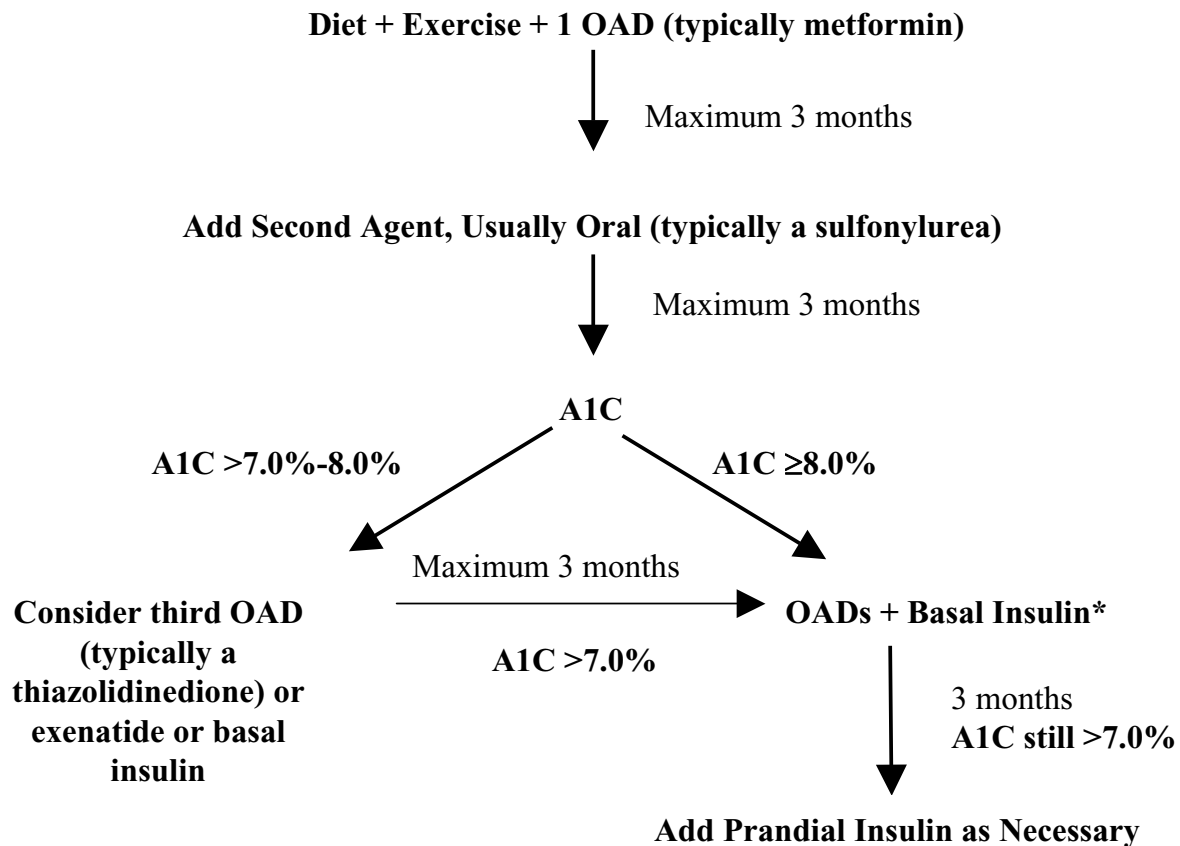 Diet + Exercise + 1 OAD (typically metformin)
Maximum 3 months
Add Second Agent, Usually Oral (typically a sulfonylurea)
Maximum 3 months
A1C
A1C >7.0%-8.0%
A1C ≥8.0%
Maximum 3 months
Consider third OAD
(typically a
thiazolidinedione) or
exenatide or basal
insulin
A1C >7.0%
OADs + Basal Insulin*
3 months
A1C still >7.0%
Add Prandial Insulin as Necessary